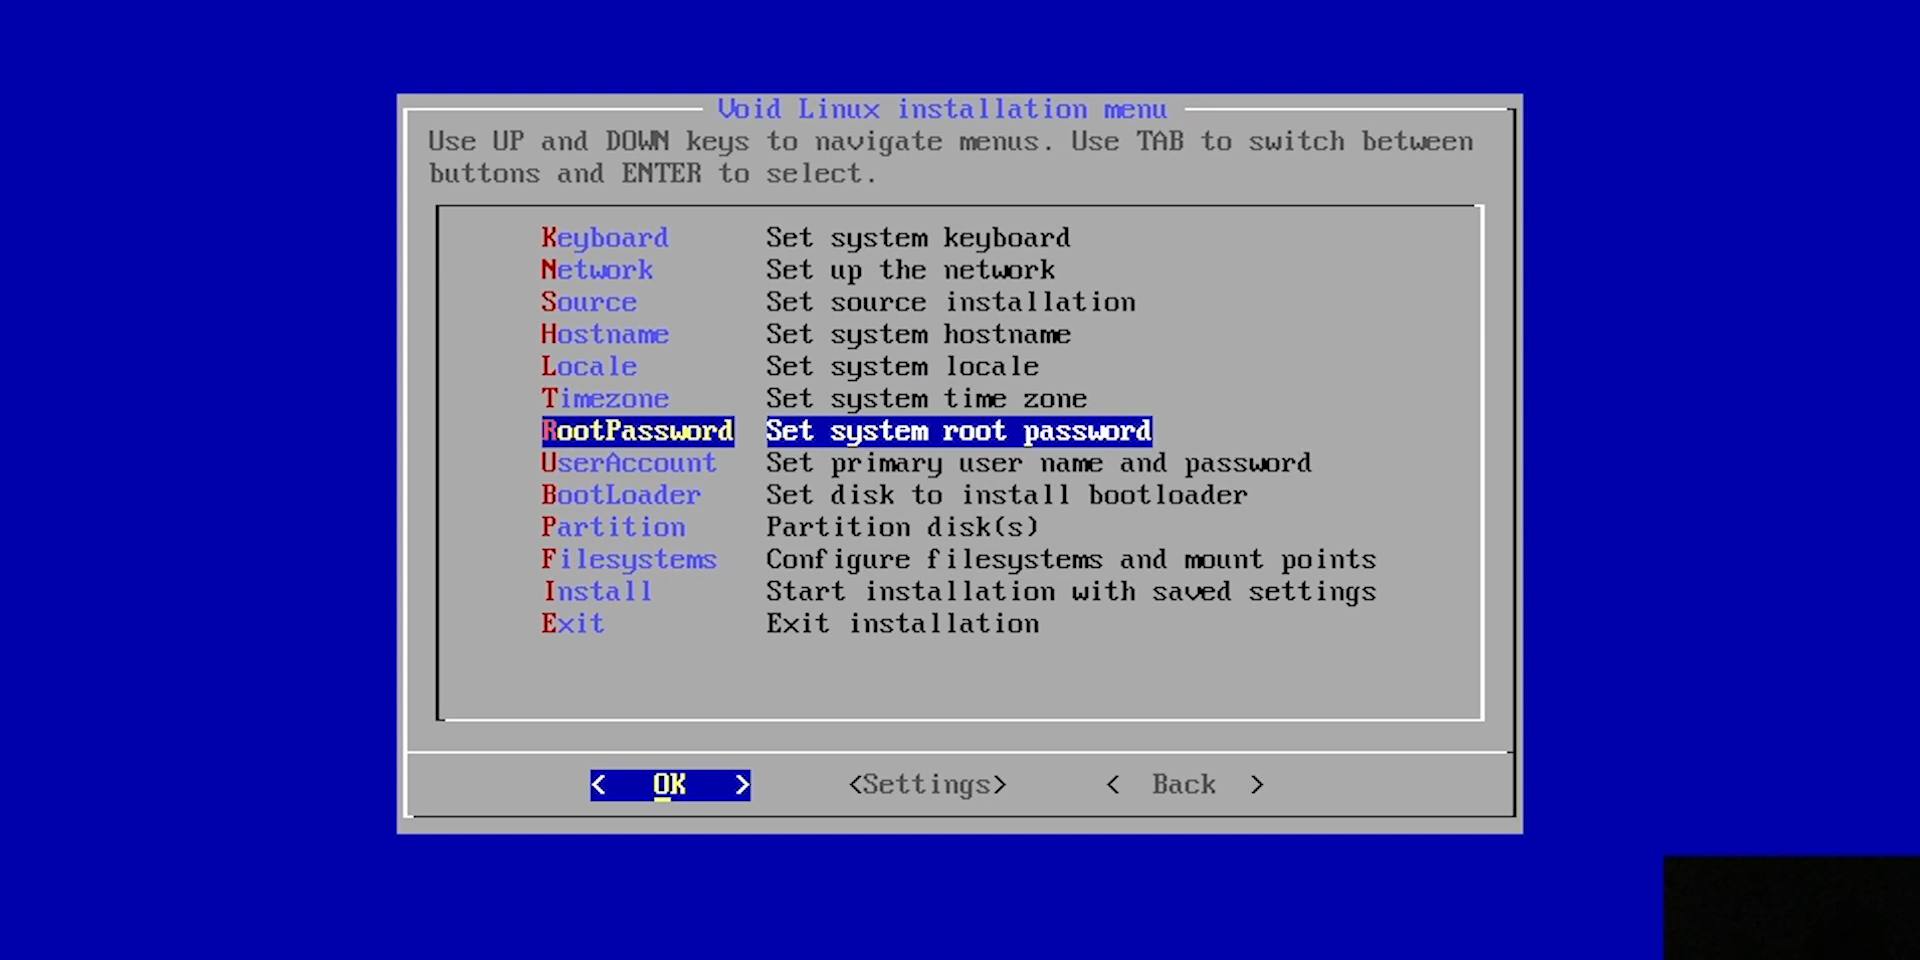 Void Linux installation menu
Use UP and DOWN keys to navigate menus. Use TAB to switch between
buttons and ENTER to select.
Keyboard Set system keyboard
Network Set up the network
Source Set source installation
Hostname Set system hostname
Locale Set system locale
Timezone Set system time zone
RootPassword Set system root password
UserAccount Set primary user name and password
BootLoader Set disk to install bootloader
Partition Partition disk(s)
Filesystems Configure filesystems and mount points
Install Start installation with saved settings
Exit Exit installation
< OK > <Settings> < Back >